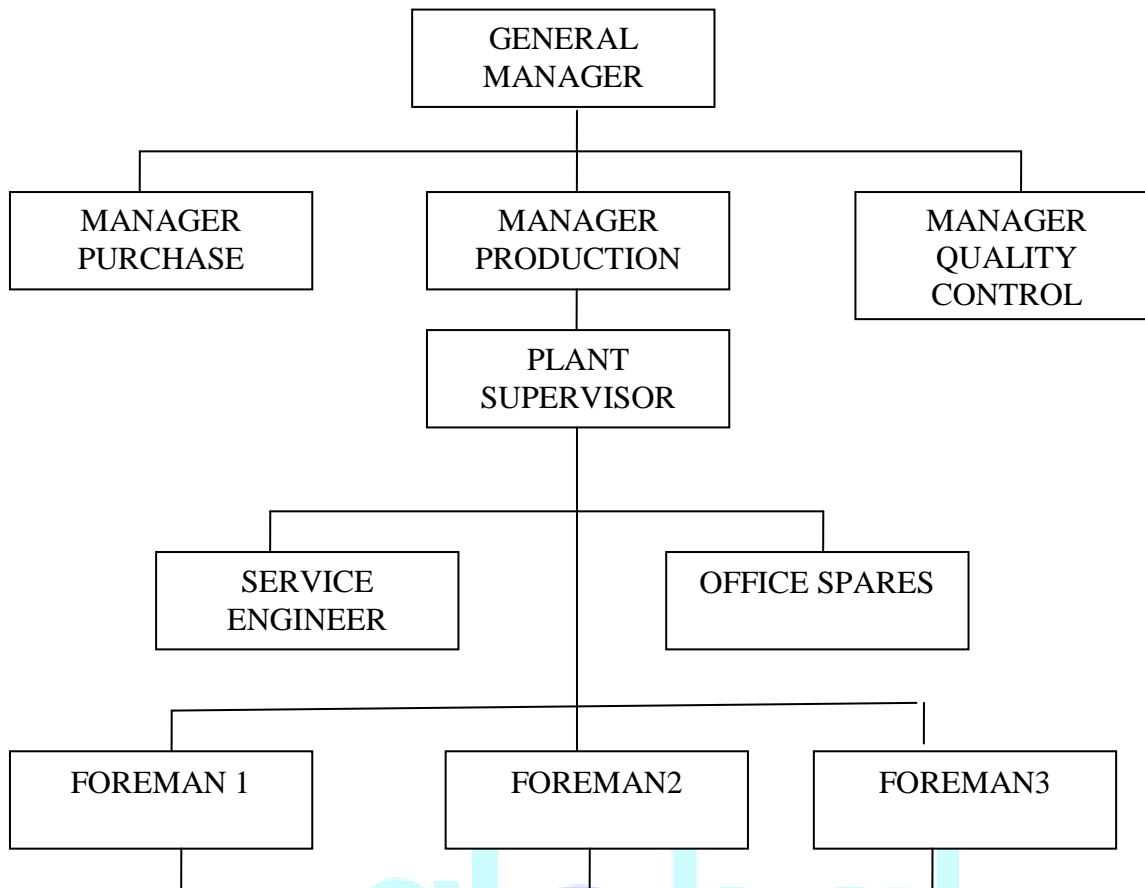 GENERAL
MANAGER
MANAGER
PURCHASE
MANAGER
PRODUCTION
MANAGER
QUALITY
CONTROL
PLANT
SUPERVISOR
SERVICE
ENGINEER
OFFICE SPARES
FOREMAN 1
FOREMAN2
FOREMAN3